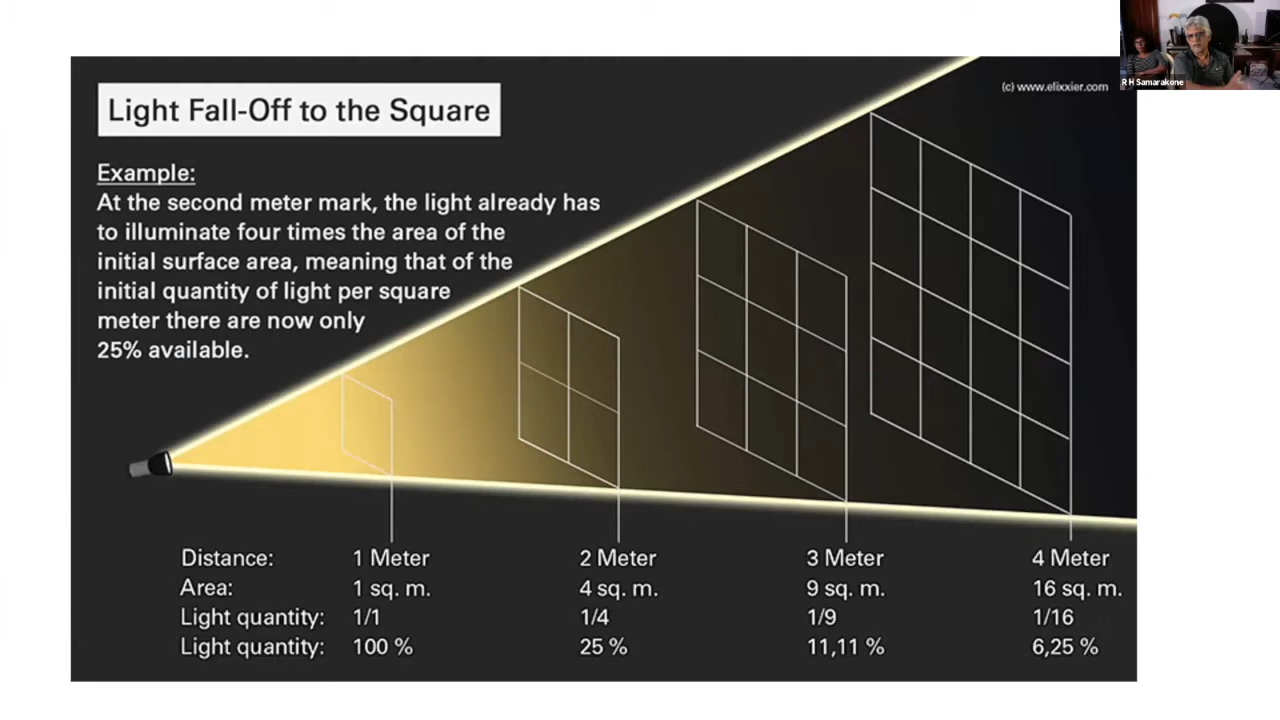 R H Samarakone
(c) www.elixxier.com
Light Fall-Off to the Square
Example:
At the second meter mark, the light already has
to illuminate four times the area of the
initial surface area, meaning that of the
initial quantity of light per square
meter there are now only
25% available.
Distance: 1 Meter 2 Meter 3 Meter 4 Meter
Area: 1 sq. m. 4 sq. m. 9 sq. m. 16 sq. m.
Light quantity: 1/1 1/4 1/9 1/16
Light quantity: 100 % 25 % 11,11 % 6,25 %